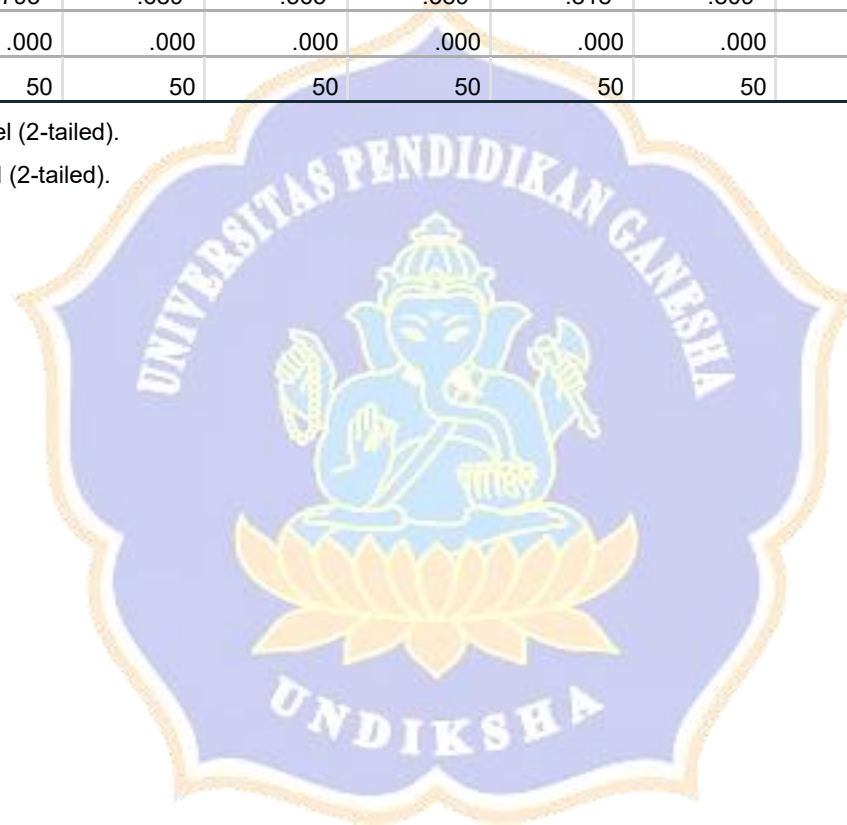 .000 .000 .000 .000 .000 .000
50 50 50 50 50 50
(2-tailed).
(2-tailed).
UNIVERSITAS PENDIDIKAN GANESHA
UNDIKSHA